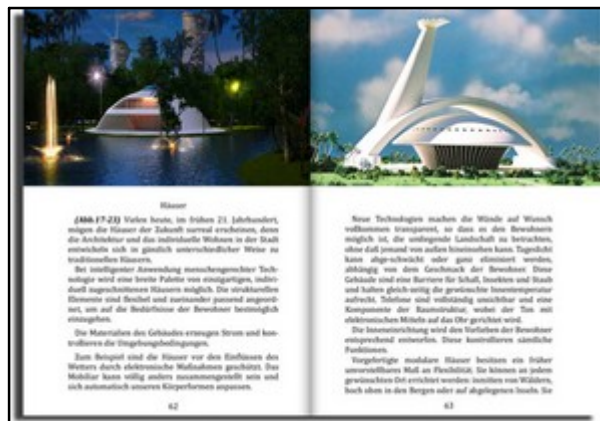 Häuser
(Abb.17-23) Vielen heute, im frühen 21. Jahrhundert,
mögen die Häuser der Zukunft surreal erscheinen, denn
die Architektur und das individuelle Wohnen in der Stadt
entwickeln sich in gänzlich unterschiedlicher Weise zu
traditionellen Häusern.
Bei intelligenter Anwendung menschengerechter Tech-
nologie wird eine breite Palette von einzigartigen, indivi-
duell zugeschnittenen Häusern möglich. Die strukturellen
Elemente sind flexibel und zueinander passend angeord-
net, um auf die Bedürfnisse der Bewohner bestmöglich
einzugehen.
Die Materialien des Gebäudes erzeugen Strom und kon-
trollieren die Umgebungsbedingungen.
Zum Beispiel sind die Häuser vor den Einflüssen des
Wetters durch elektronische Maßnahmen geschützt. Das
Mobiliar kann völlig anders zusammengestellt sein und
sich automatisch unseren Körperformen anpassen.
62
Neue Technologien machen die Wände auf Wunsch
vollkommen transparent, so dass es den Bewohnern
möglich ist, die umliegende Landschaft zu betrachten,
ohne daß jemand von außen hineinsehen kann. Tageslicht
kann abge-schwächt oder ganz eliminiert werden,
abhängig von dem Geschmack der Bewohner. Diese
Gebäude sind eine Barriere für Schall, Insekten und Staub
und halten gleich-zeitig die gewünschte Innentemperatur
aufrecht. Telefone sind vollständig unsichtbar und eine
Komponente der Raumstruktur, wobei der Ton mit
elektronischen Mitteln auf das Ohr gerichtet wird.
Die Inneneinrichtung wird den Vorlieben der Bewohner
entsprechend entworfen. Diese kontrollieren sämtliche
Funktionen.
Vorgefertigte modulare Häuser besitzen ein früher
unvorstellbares Maß an Flexibilität. Sie können an jedem
gewünschten Ort errichtet werden: inmitten von Wäldern,
hoch oben in den Bergen oder auf abgelegenen Inseln. Sie
63